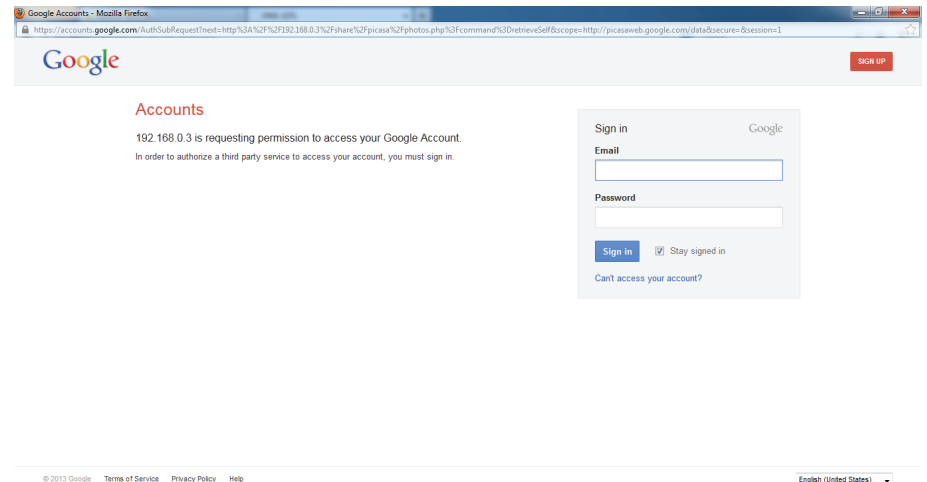 Google Accounts - Mozilla Firefox
https://accounts.google.com/AuthSubRequest?next=http%3A%2F%2F192.168.0.3%2Fshare%2Fpicasa%2Fphotos.php%3Fcommand%3DretrieveSelf&scope=http://picasaweb.google.com/data&secure=&session=1
Google
SIGN UP
Accounts
192.168.0.3 is requesting permission to access your Google Account.
In order to authorize a third party service to access your account, you must sign in.
Sign in Google
Email
Password
Sign in Stay signed in
Can't access your account?
© 2013 Google Terms of Service Privacy Policy Help English (United States)